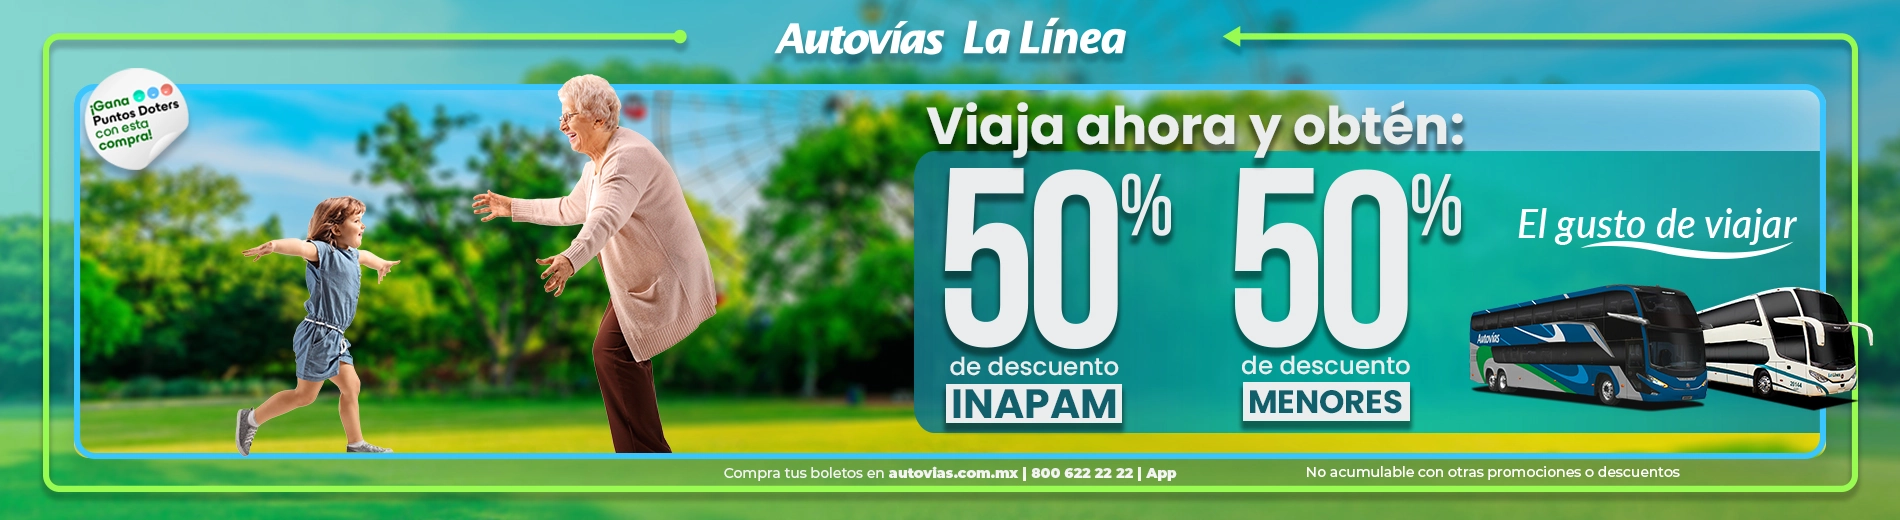 Autovías La Línea
¡Gana
Puntos Doters
con esta
compra!
Viaja ahora y obtén:
50%
de descuento
INAPAM
50%
de descuento
MENORES
El gusto de viajar
Autovías
Compra tus boletos en autovias.com.mx | 800 622 22 22 | App
No acumulable con otras promociones o descuentos